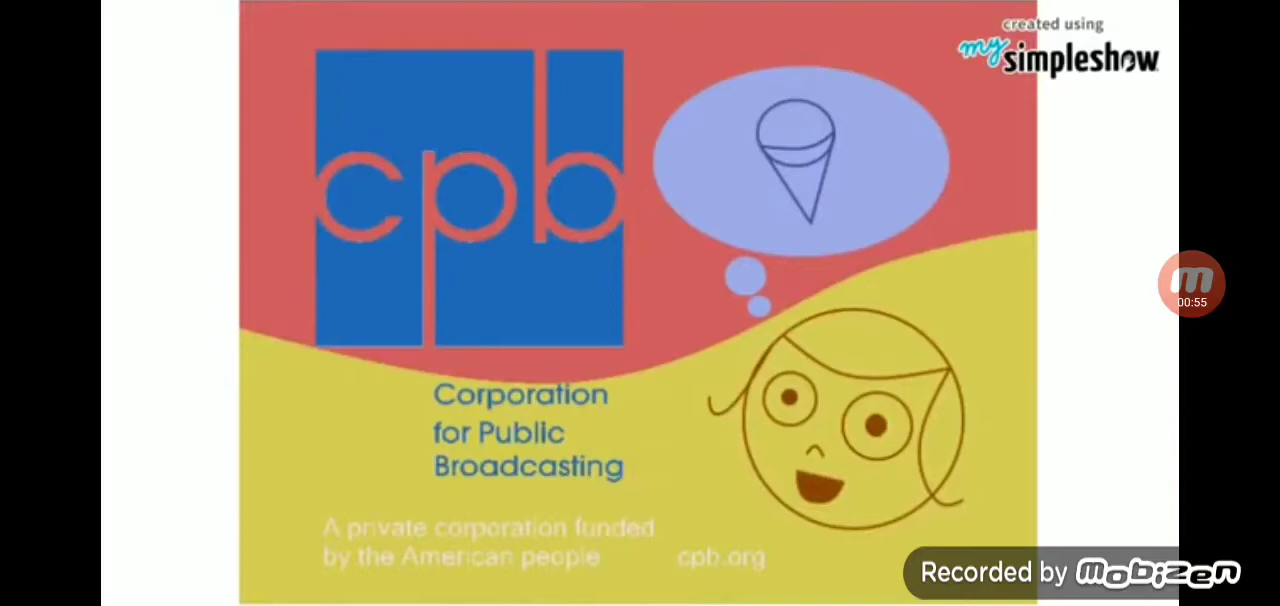 created using
my simpleshow
cpb
Corporation
for Public
Broadcasting
A private corporation funded
by the American people
cpb.org
00:55
Recorded by mobizen